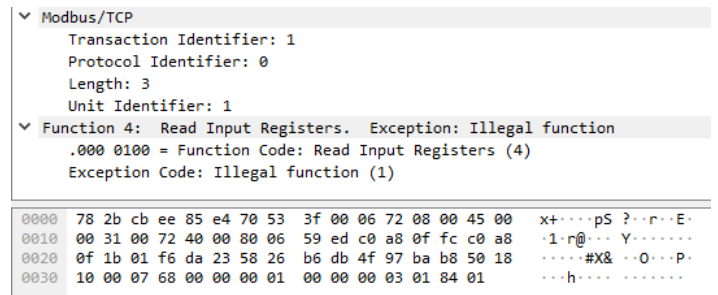 Modbus/TCP
Transaction Identifier: 1
Protocol Identifier: 0
Length: 3
Unit Identifier: 1
Function 4:  Read Input Registers.  Exception: Illegal function
.000 0100 = Function Code: Read Input Registers (4)
Exception Code: Illegal function (1)
0000  78 2b cb ee 85 e4 70 53  3f 00 06 72 08 00 45 00   x+····pS ?··r··E·
0010  00 31 00 72 40 00 80 06  59 ed c0 a8 0f fc c0 a8   ·1·r@··· Y·······
0020  0f 1b 01 f6 da 23 58 26  b6 db 4f 97 ba b8 50 18   ·····#X& ··O···P·
0030  10 00 07 68 00 00 00 01  00 00 00 03 01 84 01      ···h···· ·······